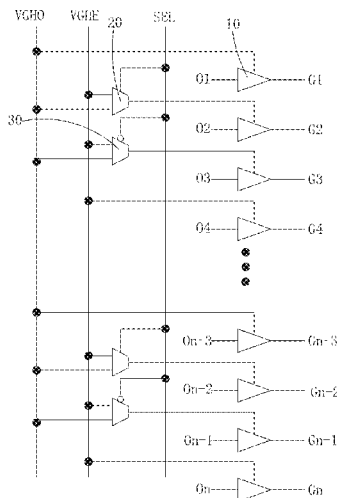 VGHO VGHE SEL
20 10
30
O1 G1
O2 G2
O3 G3
O4 G4
On-3 Gn-3
On-2 Gn-2
On-1 Gn-1
On Gn